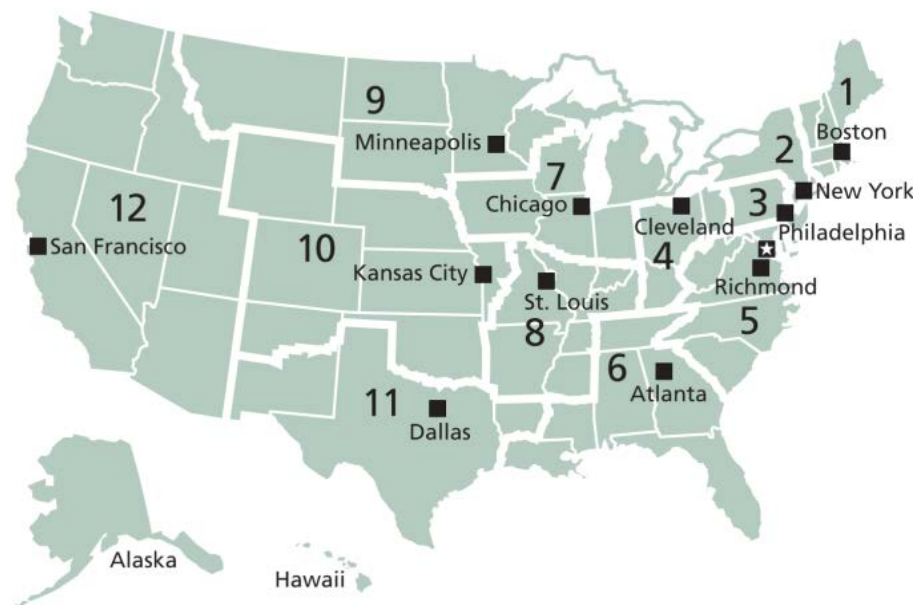 1
Boston
9
2
Minneapolis
7
3
New York
12
Chicago
Cleveland
Philadelphia
San Francisco
10
4
Kansas City
St. Louis
Richmond
8
5
6
11
Atlanta
Dallas
Alaska
Hawaii